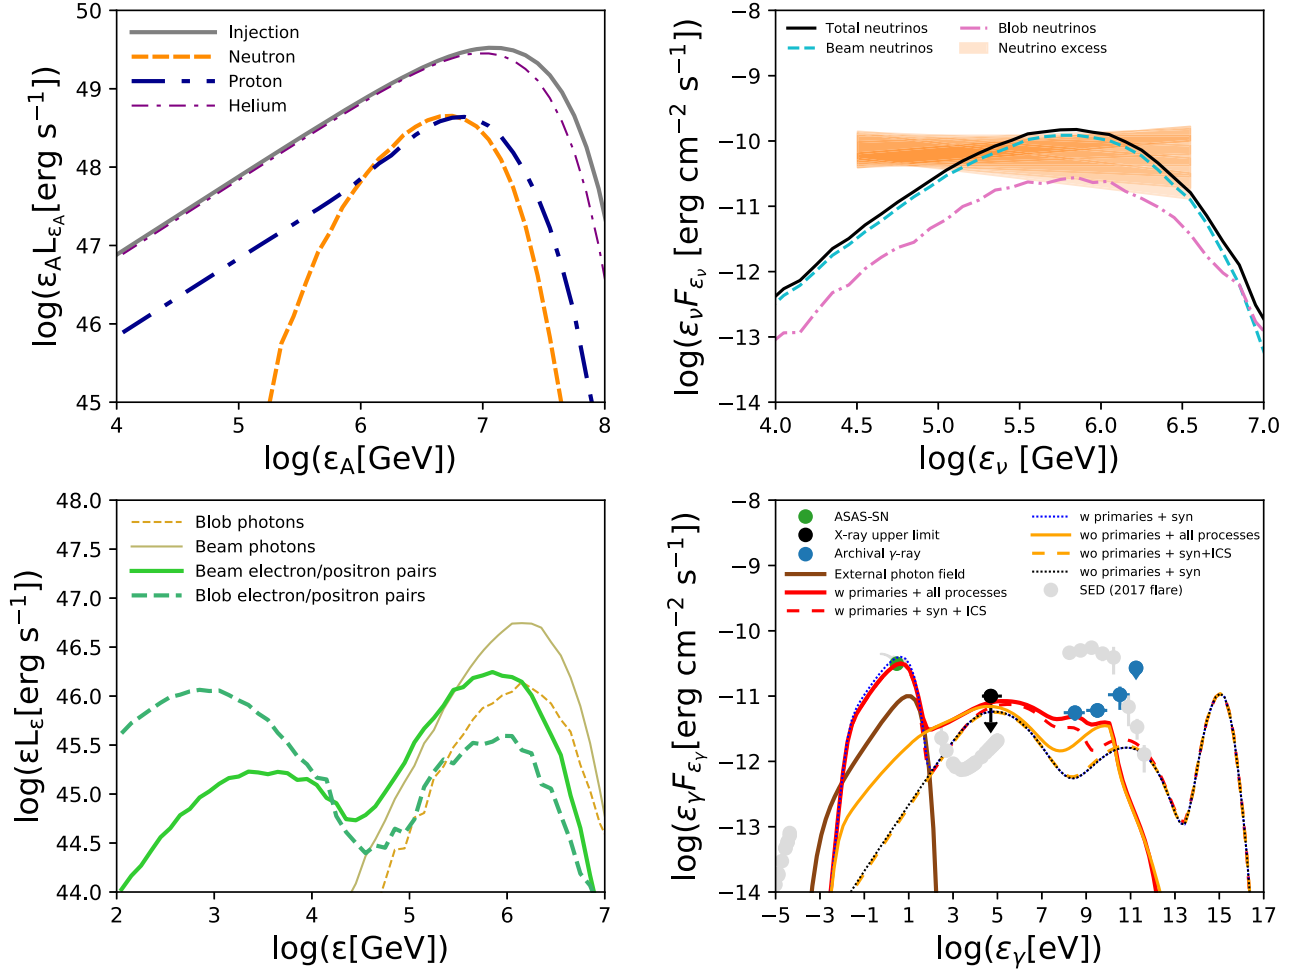 50
49
48
47
46
45
4
5
6
7
8
log(ε_A L_{ε_A} [erg s⁻¹])
log(ε_A[GeV])
Injection
Neutron
Proton
Helium
−8
−9
−10
−11
−12
−13
−14
4.0
4.5
5.0
5.5
6.0
6.5
7.0
log(ε_ν F_{ε_ν} [erg cm⁻² s⁻¹])
log(ε_ν [GeV])
Total neutrinos
Beam neutrinos
Blob neutrinos
Neutrino excess
48.0
47.5
47.0
46.5
46.0
45.5
45.0
44.5
44.0
2
3
4
5
6
7
log(εL_ε[erg s⁻¹])
log(ε[GeV])
Blob photons
Beam photons
Beam electron/positron pairs
Blob electron/positron pairs
−8
−9
−10
−11
−12
−13
−14
−5
−3
−1
1
3
5
7
9
11
13
15
17
log(ε_γ F_{ε_γ} [erg cm⁻² s⁻¹])
log(ε_γ[eV])
ASAS-SN
X-ray upper limit
Archival γ-ray
External photon field
w primaries + all processes
w primaries + syn + ICS
w primaries + syn
wo primaries + all processes
wo primaries + syn+ICS
wo primaries + syn
SED (2017 flare)